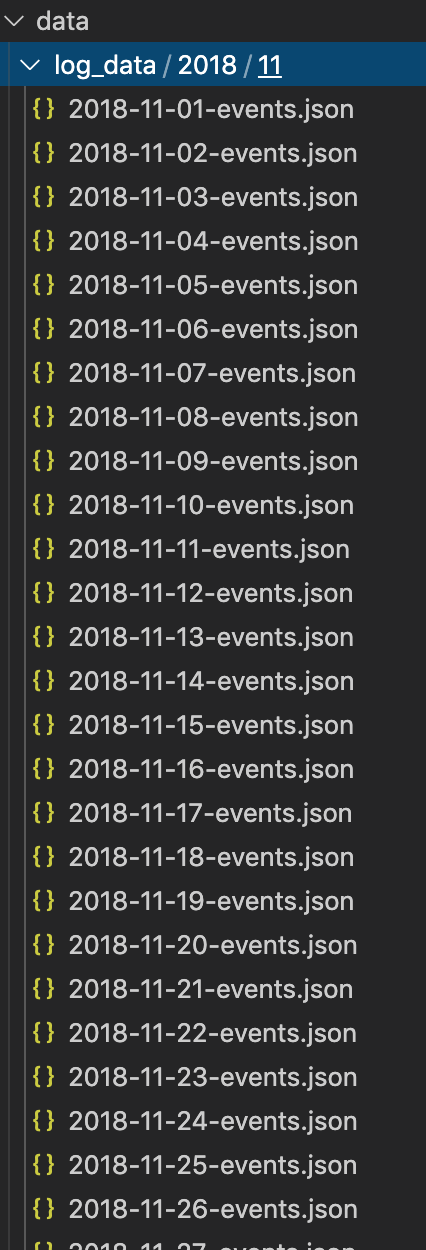 data
log_data / 2018 / 11
{} 2018-11-01-events.json
{} 2018-11-02-events.json
{} 2018-11-03-events.json
{} 2018-11-04-events.json
{} 2018-11-05-events.json
{} 2018-11-06-events.json
{} 2018-11-07-events.json
{} 2018-11-08-events.json
{} 2018-11-09-events.json
{} 2018-11-10-events.json
{} 2018-11-11-events.json
{} 2018-11-12-events.json
{} 2018-11-13-events.json
{} 2018-11-14-events.json
{} 2018-11-15-events.json
{} 2018-11-16-events.json
{} 2018-11-17-events.json
{} 2018-11-18-events.json
{} 2018-11-19-events.json
{} 2018-11-20-events.json
{} 2018-11-21-events.json
{} 2018-11-22-events.json
{} 2018-11-23-events.json
{} 2018-11-24-events.json
{} 2018-11-25-events.json
{} 2018-11-26-events.json
{} 2018-11-27-events.json